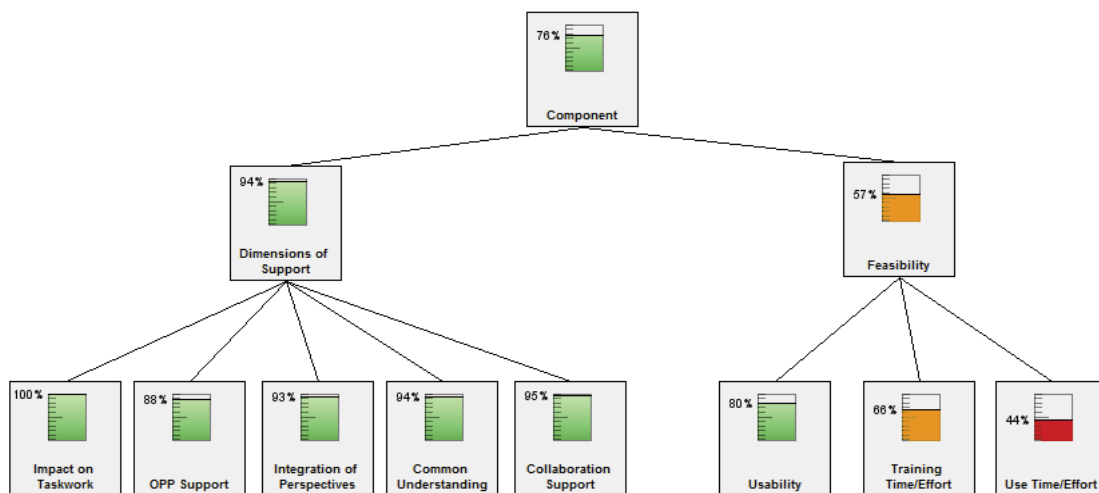 76%
Component
94%
Dimensions of
Support
57%
Feasibility
100%
Impact on
Taskwork
88%
OPP Support
93%
Integration of
Perspectives
94%
Common
Understanding
95%
Collaboration
Support
80%
Usability
66%
Training
Time/Effort
44%
Use Time/Effort